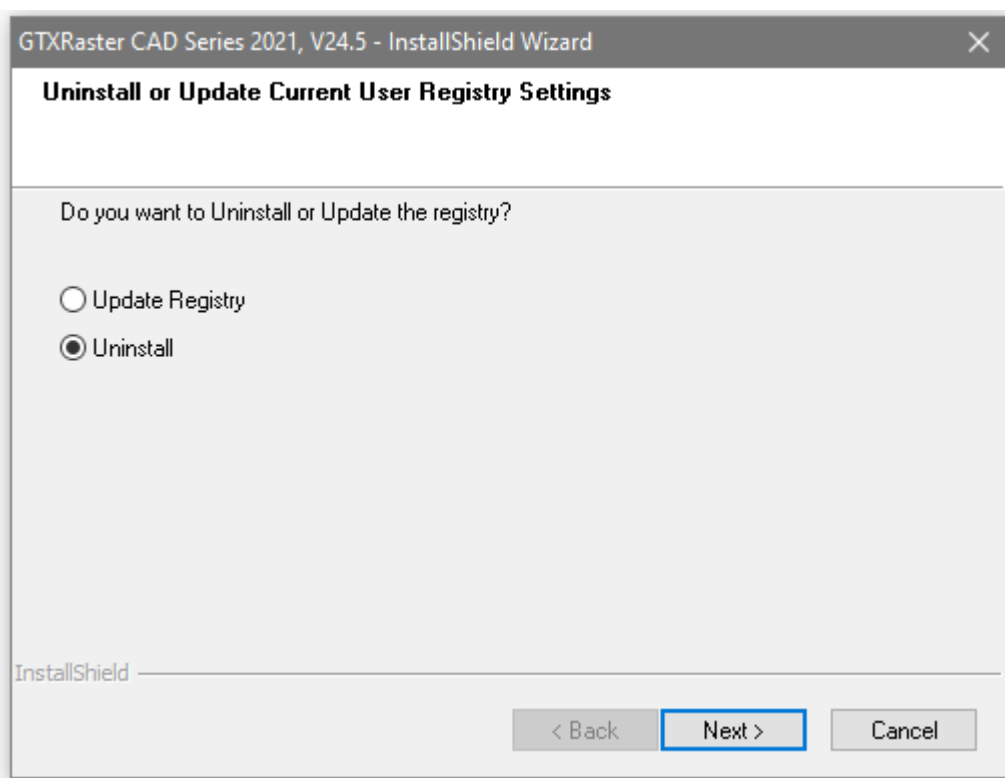 GTXRaster CAD Series 2021, V24.5 - InstallShield Wizard
Uninstall or Update Current User Registry Settings
Do you want to Uninstall or Update the registry?
Update Registry
Uninstall
InstallShield
< Back Next > Cancel